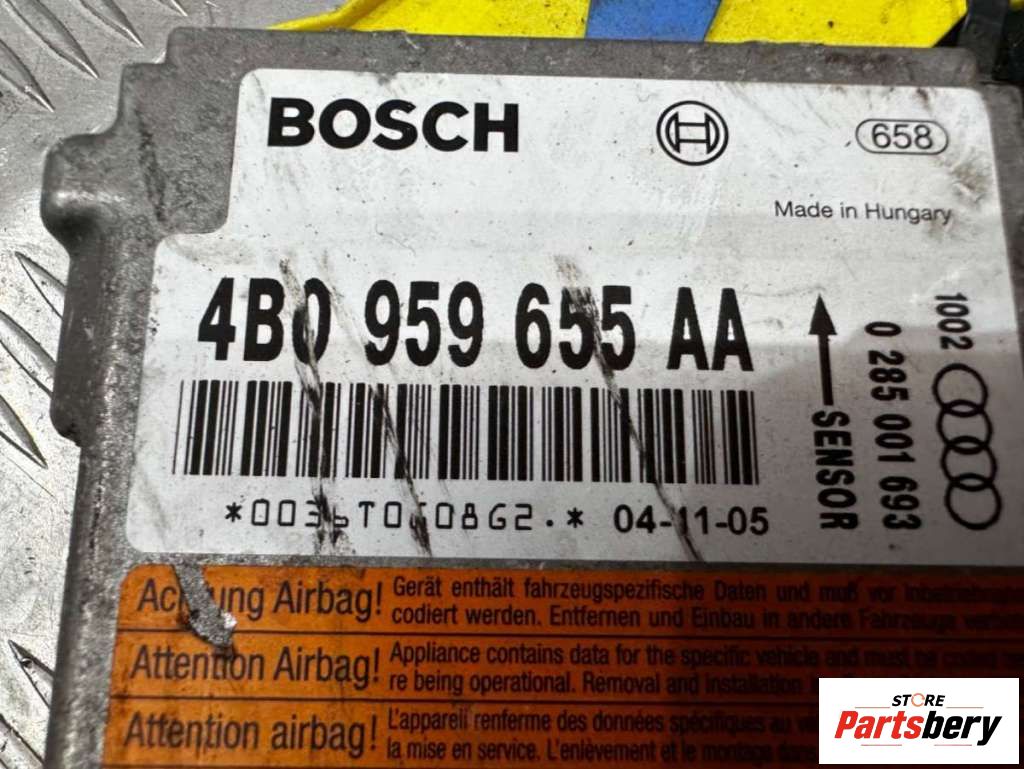 BOSCH
658
Made in Hungary
4B0 959 655 AA
SENSOR
0 285 001 693
1002
04-11-05
Achtung Airbag! Gerät enthält fahrzeugspezifische Daten und muß vor
codiert werden. Entfernen und Einbau in andere Fahrzeuge
Attention Airbag! Appliance contains data for the specific vehicle and must be coded
re being operational. Removal and installation
Attention airbag! L'appareil renferme des données spécifiques au
la mise en service. L'enlèvement et le montage dans
STORE
Partsbery